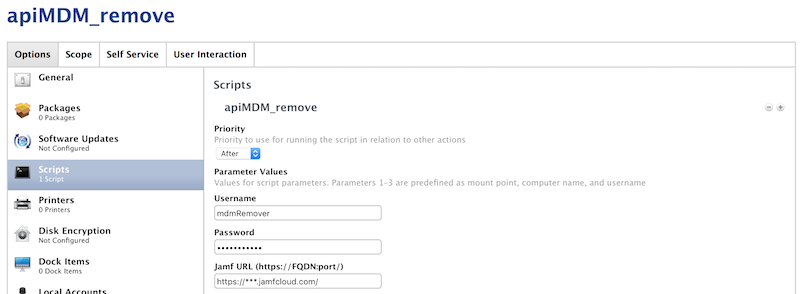 apiMDM_remove
Options
Scope
Self Service
User Interaction
General
Packages
0 Packages
Software Updates
Not Configured
Scripts
1 Script
Printers
0 Printers
Disk Encryption
Not Configured
Dock Items
0 Dock Items
Local Accounts
Scripts
apiMDM_remove
Priority
Priority to use for running the script in relation to other actions
After
Parameter Values
Values for script parameters. Parameters 1-3 are predefined as mount point, computer name, and username
Username
mdmRemover
Password
•••••••••••
Jamf URL (https://FQDN:port/)
https://***.jamfcloud.com/